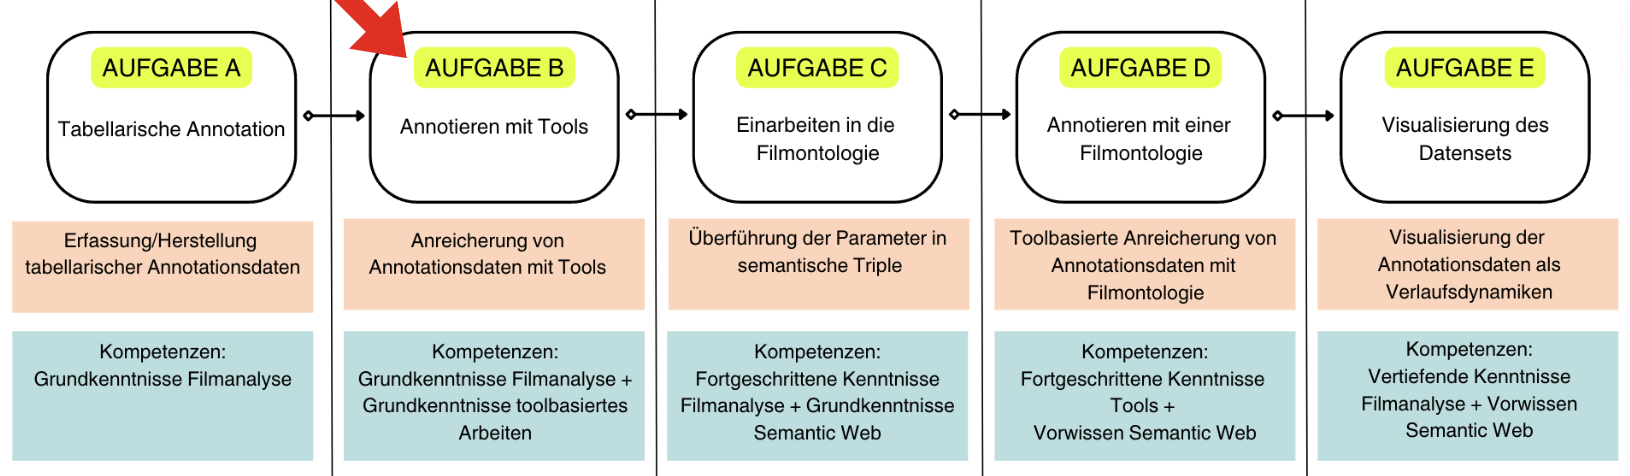 AUFGABE A
Tabellarische Annotation
Erfassung/Herstellung
tabellarischer Annotationsdaten
Kompetenzen:
Grundkenntnisse Filmanalyse
AUFGABE B
Annotieren mit Tools
Anreicherung von
Annotationsdaten mit Tools
Kompetenzen:
Grundkenntnisse Filmanalyse +
Grundkenntnisse toolbasiertes
Arbeiten
AUFGABE C
Einarbeiten in die
Filmontologie
Überführung der Parameter in
semantische Triple
Kompetenzen:
Fortgeschrittene Kenntnisse
Filmanalyse + Grundkenntnisse
Semantic Web
AUFGABE D
Annotieren mit einer
Filmontologie
Toolbasierte Anreicherung von
Annotationsdaten mit
Filmontologie
Kompetenzen:
Fortgeschrittene Kenntnisse
Tools +
Vorwissen Semantic Web
AUFGABE E
Visualisierung des
Datensets
Visualisierung der
Annotationsdaten als
Verlaufsdynamiken
Kompetenzen:
Vertiefende Kenntnisse
Filmanalyse + Vorwissen
Semantic Web